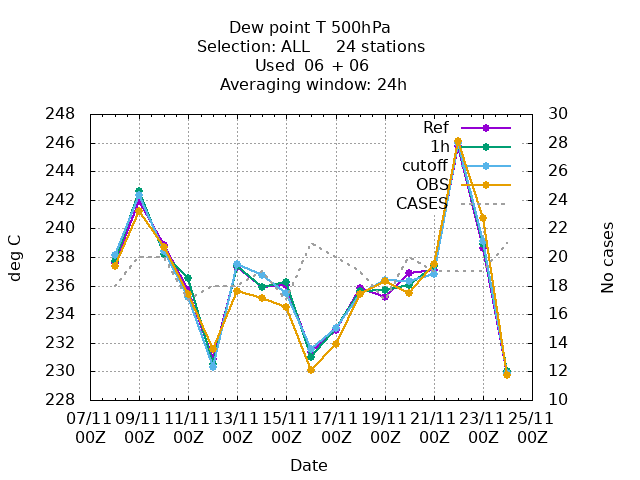 Dew point T 500hPa
Selection: ALL 24 stations
Used 06 + 06
Averaging window: 24h
248 30
246 28
244 26
242 24
240 22
238 20
236 18
234 16
232 14
230 12
228 10
Ref
1h
cutoff
OBS
CASES
deg C
No cases
07/11 09/11 11/11 13/11 15/11 17/11 19/11 21/11 23/11 25/11
00Z 00Z 00Z 00Z 00Z 00Z 00Z 00Z 00Z 00Z
Date